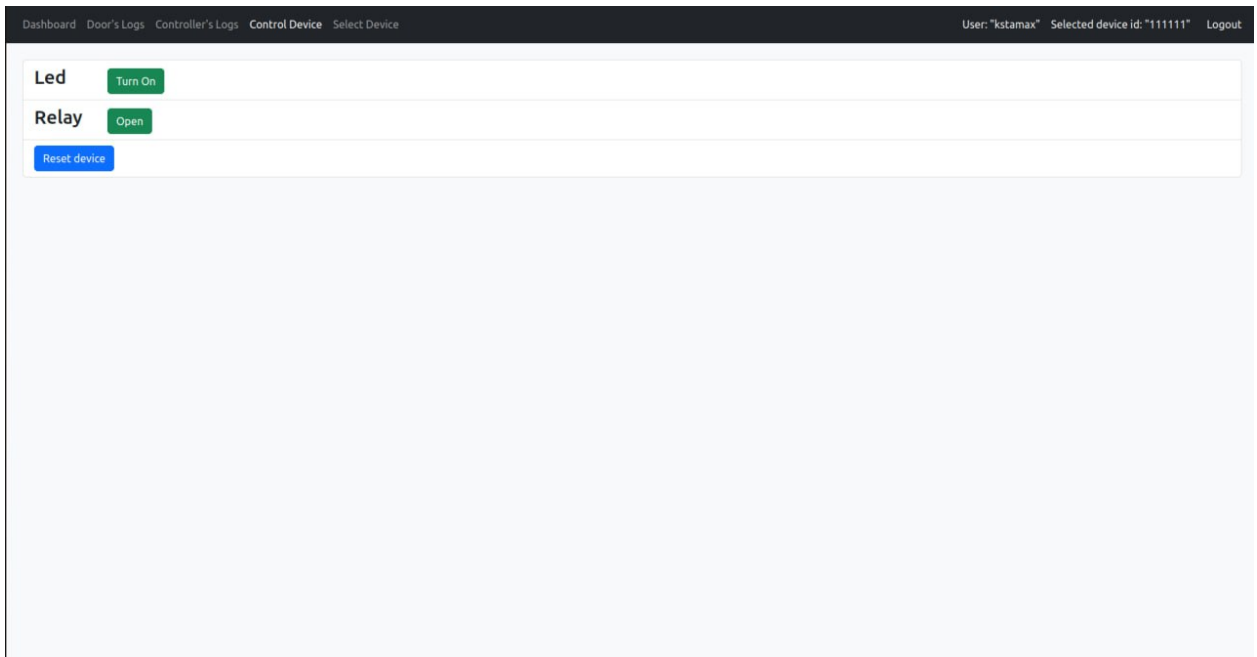 Dashboard Door's Logs Controller's Logs Control Device Select Device User: "kstamax" Selected device id: "111111" Logout
Led Turn On
Relay Open
Reset device